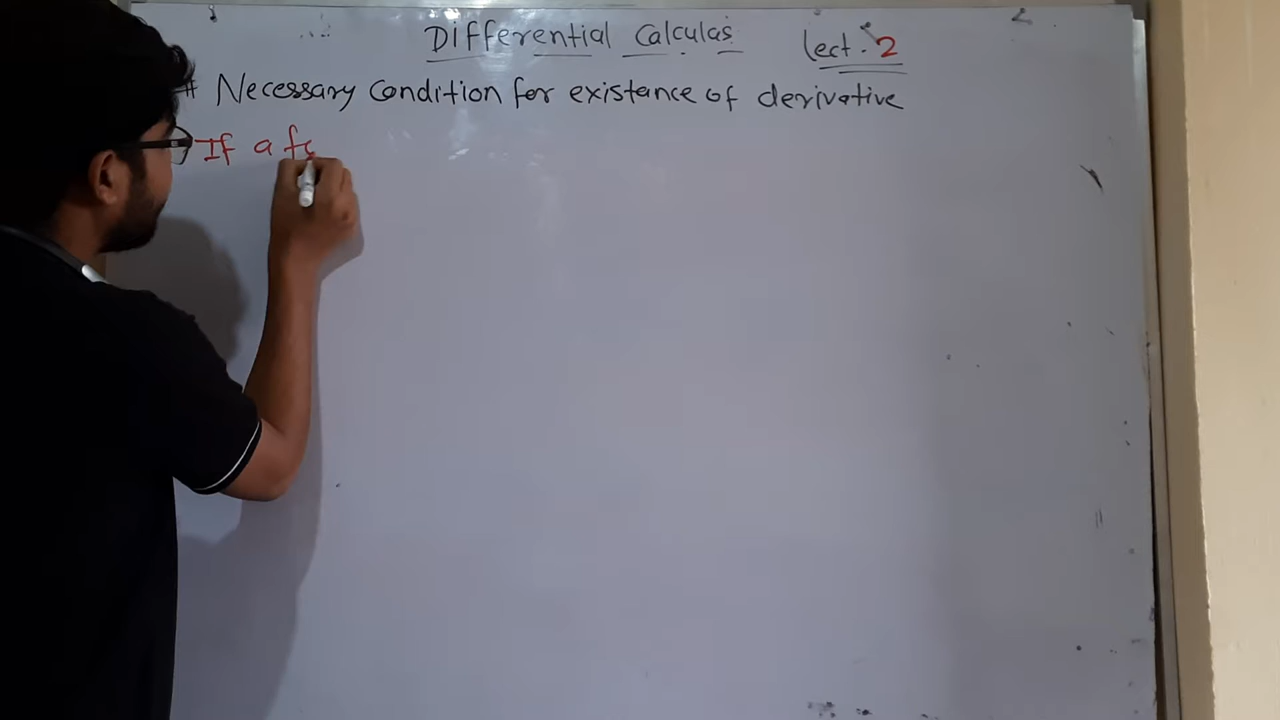 Differential Calculas Lect. 2
# Necessary Condition for existance of derivative
If a